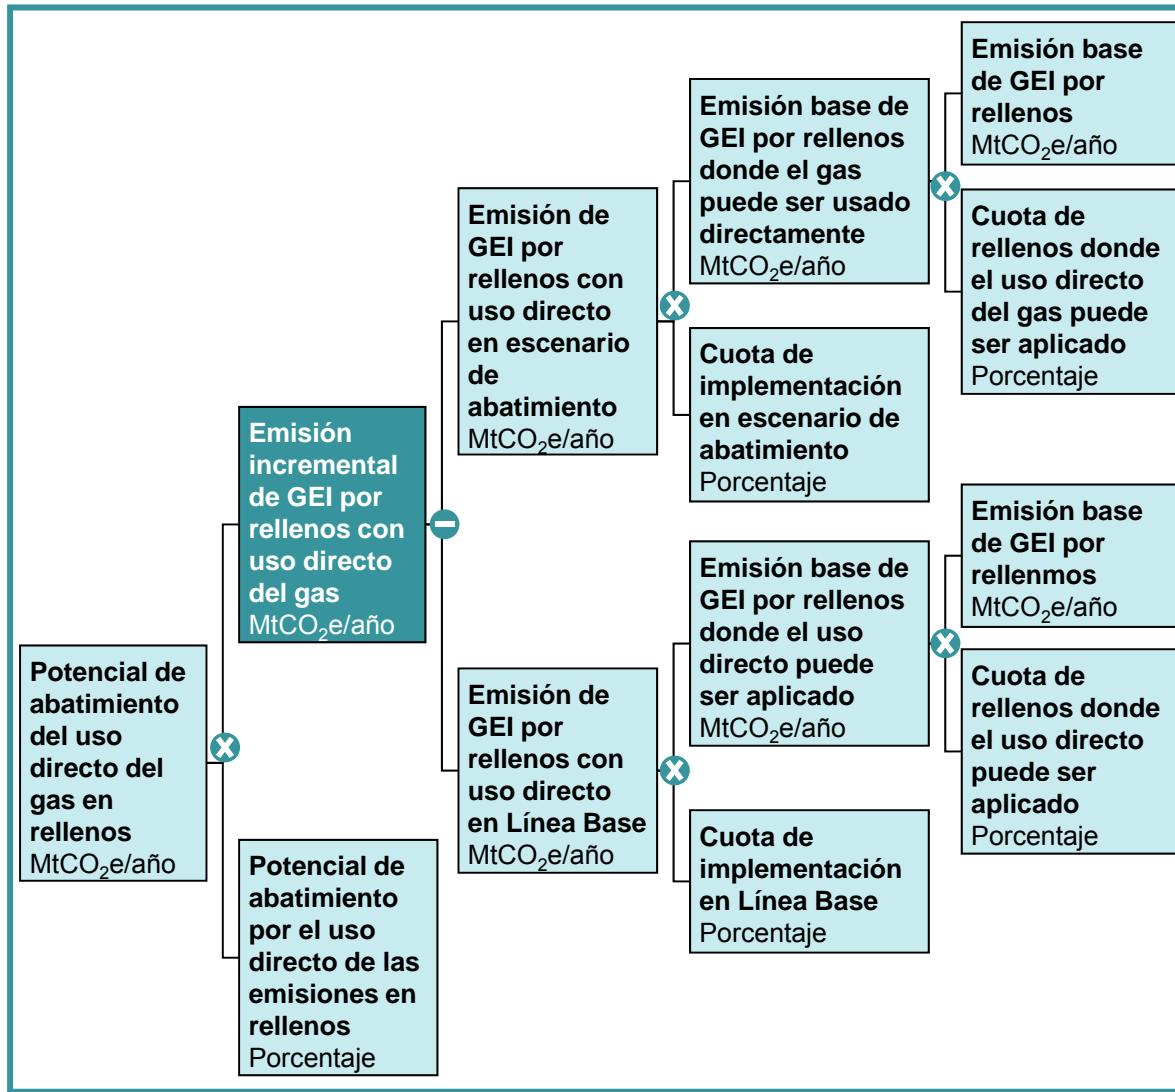 Emisión base
de GEI por
rellenos
MtCO₂e/año
Emisión base de
GEI por rellenos
donde el gas
puede ser usado
directamente
MtCO₂e/año
Cuota de
rellenos donde
el uso directo
del gas puede
ser aplicado
Porcentaje
Emisión de
GEI por
rellenos con
uso directo
en escenario
de
abatimiento
MtCO₂e/año
Cuota de
implementación
en escenario de
abatimiento
Porcentaje
Emisión
incremental
de GEI por
rellenos con
uso directo
del gas
MtCO₂e/año
Emisión base
de GEI por
rellenmos
MtCO₂e/año
Emisión base de
GEI por rellenos
donde el uso
directo puede
ser aplicado
MtCO₂e/año
Cuota de
rellenos donde
el uso directo
puede ser
aplicado
Porcentaje
Potencial de
abatimiento
del uso
directo del
gas en
rellenos
MtCO₂e/año
Emisión de
GEI por
rellenos con
uso directo
en Línea Base
MtCO₂e/año
Cuota de
implementación
en Línea Base
Porcentaje
Potencial de
abatimiento
por el uso
directo de las
emisiones en
rellenos
Porcentaje